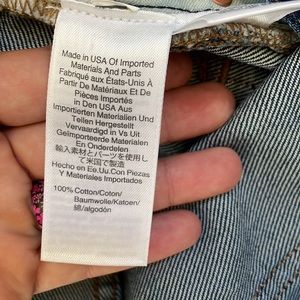 Made in USA Of Imported
Materials And Parts
Fabriqué aux États-Unis À
Partir De Matériaux Et De
Pièces Importés
in Den USA Aus
Importierten Materialien Und
Teilen Hergestellt
Vervaardigd in Vs Uit
Geïmporteerde Materialen
En Onderdelen
輸入素材とパーツを使用し
て米国で製造
Hecho en Ee.Uu.Con Piezas
Y Materiales Importados
100% Cotton/Coton/
Baumwolle/Katoen/
綿/algodón